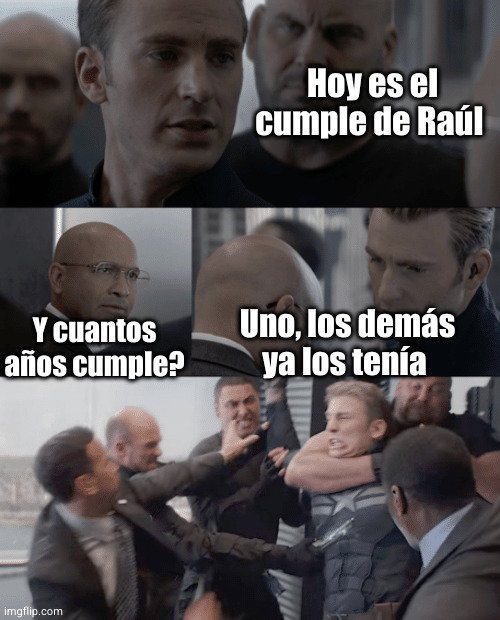 Hoy es el
cumple de Raúl
Y cuantos
años cumple?
Uno, los demás
ya los tenía
imgflip.com